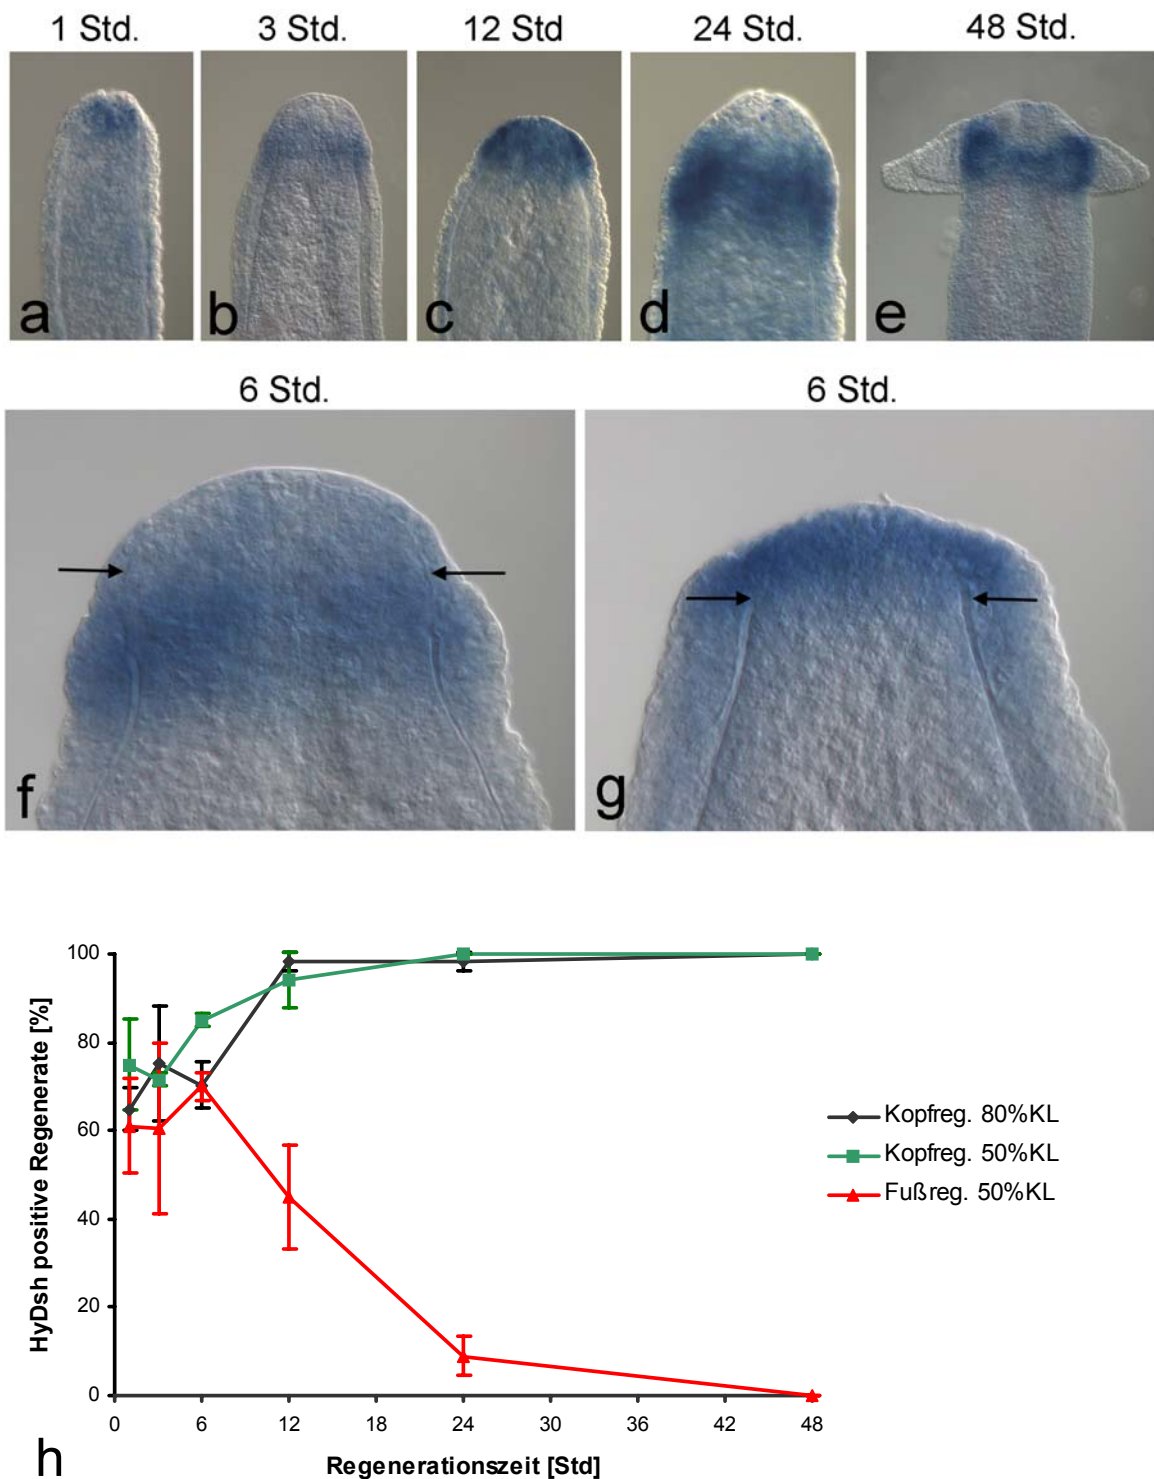 1 Std. 3 Std. 12 Std 24 Std. 48 Std.
a b c d e
6 Std. 6 Std.
f g
100
80
60
40
20
0
0 6 12 18 24 30 36 42 48
HyDsh positive Regenerate [%]
Regenerationszeit [Std]
Kopfreg. 80%KL
Kopfreg. 50%KL
Fußreg. 50%KL
h